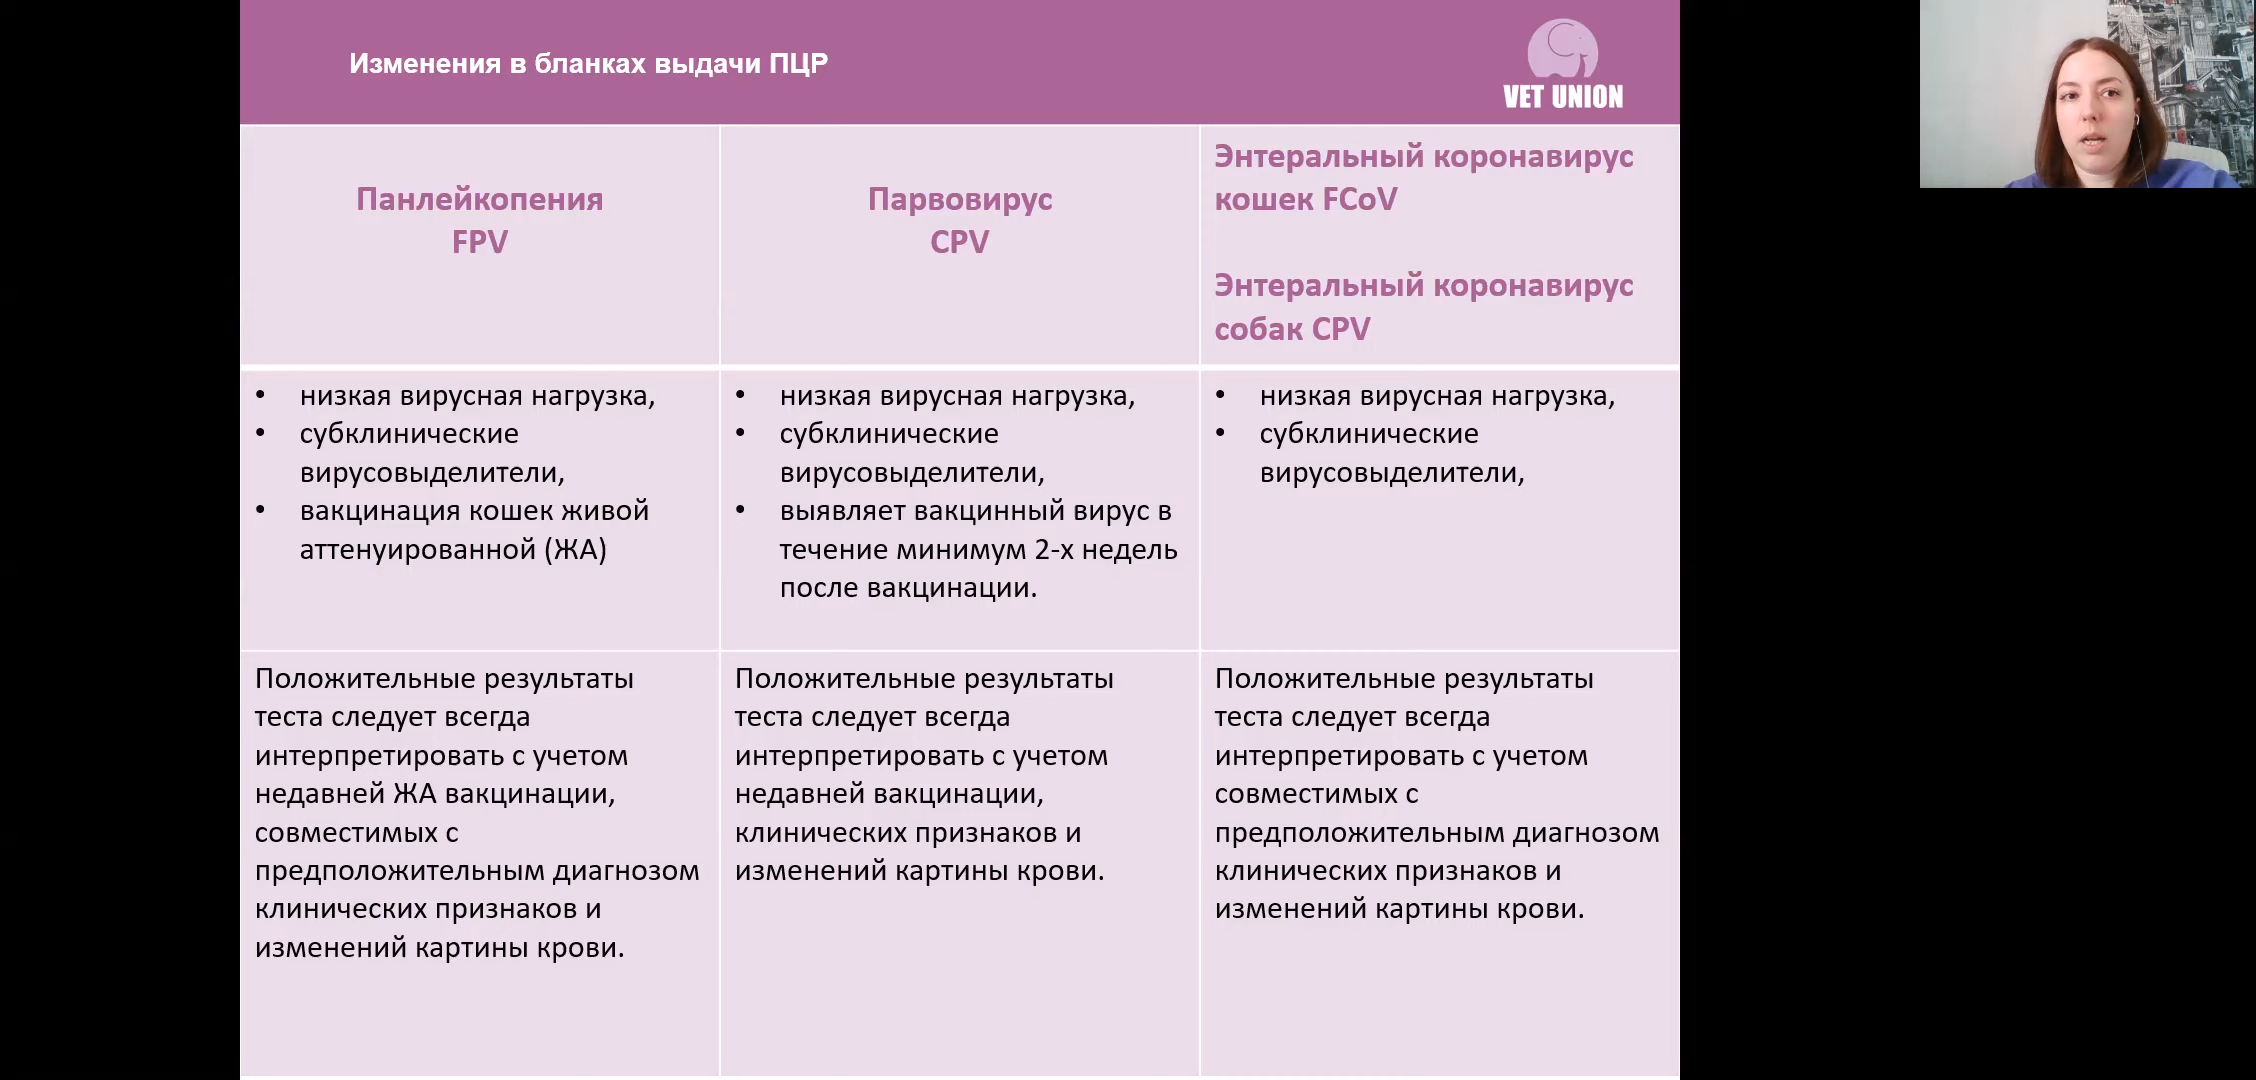 Изменения в бланках выдачи ПЦР
VET UNION
Панлейкопения
FPV
Парвовирус
CPV
Энтеральный коронавирус
кошек FCoV
Энтеральный коронавирус
собак CPV
• низкая вирусная нагрузка,
• субклинические
вирусовыделители,
• вакцинация кошек живой
аттенуированной (ЖА)
• низкая вирусная нагрузка,
• субклинические
вирусовыделители,
• выявляет вакцинный вирус в
течение минимум 2-х недель
после вакцинации.
• низкая вирусная нагрузка,
• субклинические
вирусовыделители,
Положительные результаты
теста следует всегда
интерпретировать с учетом
недавней ЖА вакцинации,
совместимых с
предположительным диагнозом
клинических признаков и
изменений картины крови.
Положительные результаты
теста следует всегда
интерпретировать с учетом
недавней вакцинации,
клинических признаков и
изменений картины крови.
Положительные результаты
теста следует всегда
интерпретировать с учетом
совместимых с
предположительным диагнозом
клинических признаков и
изменений картины крови.